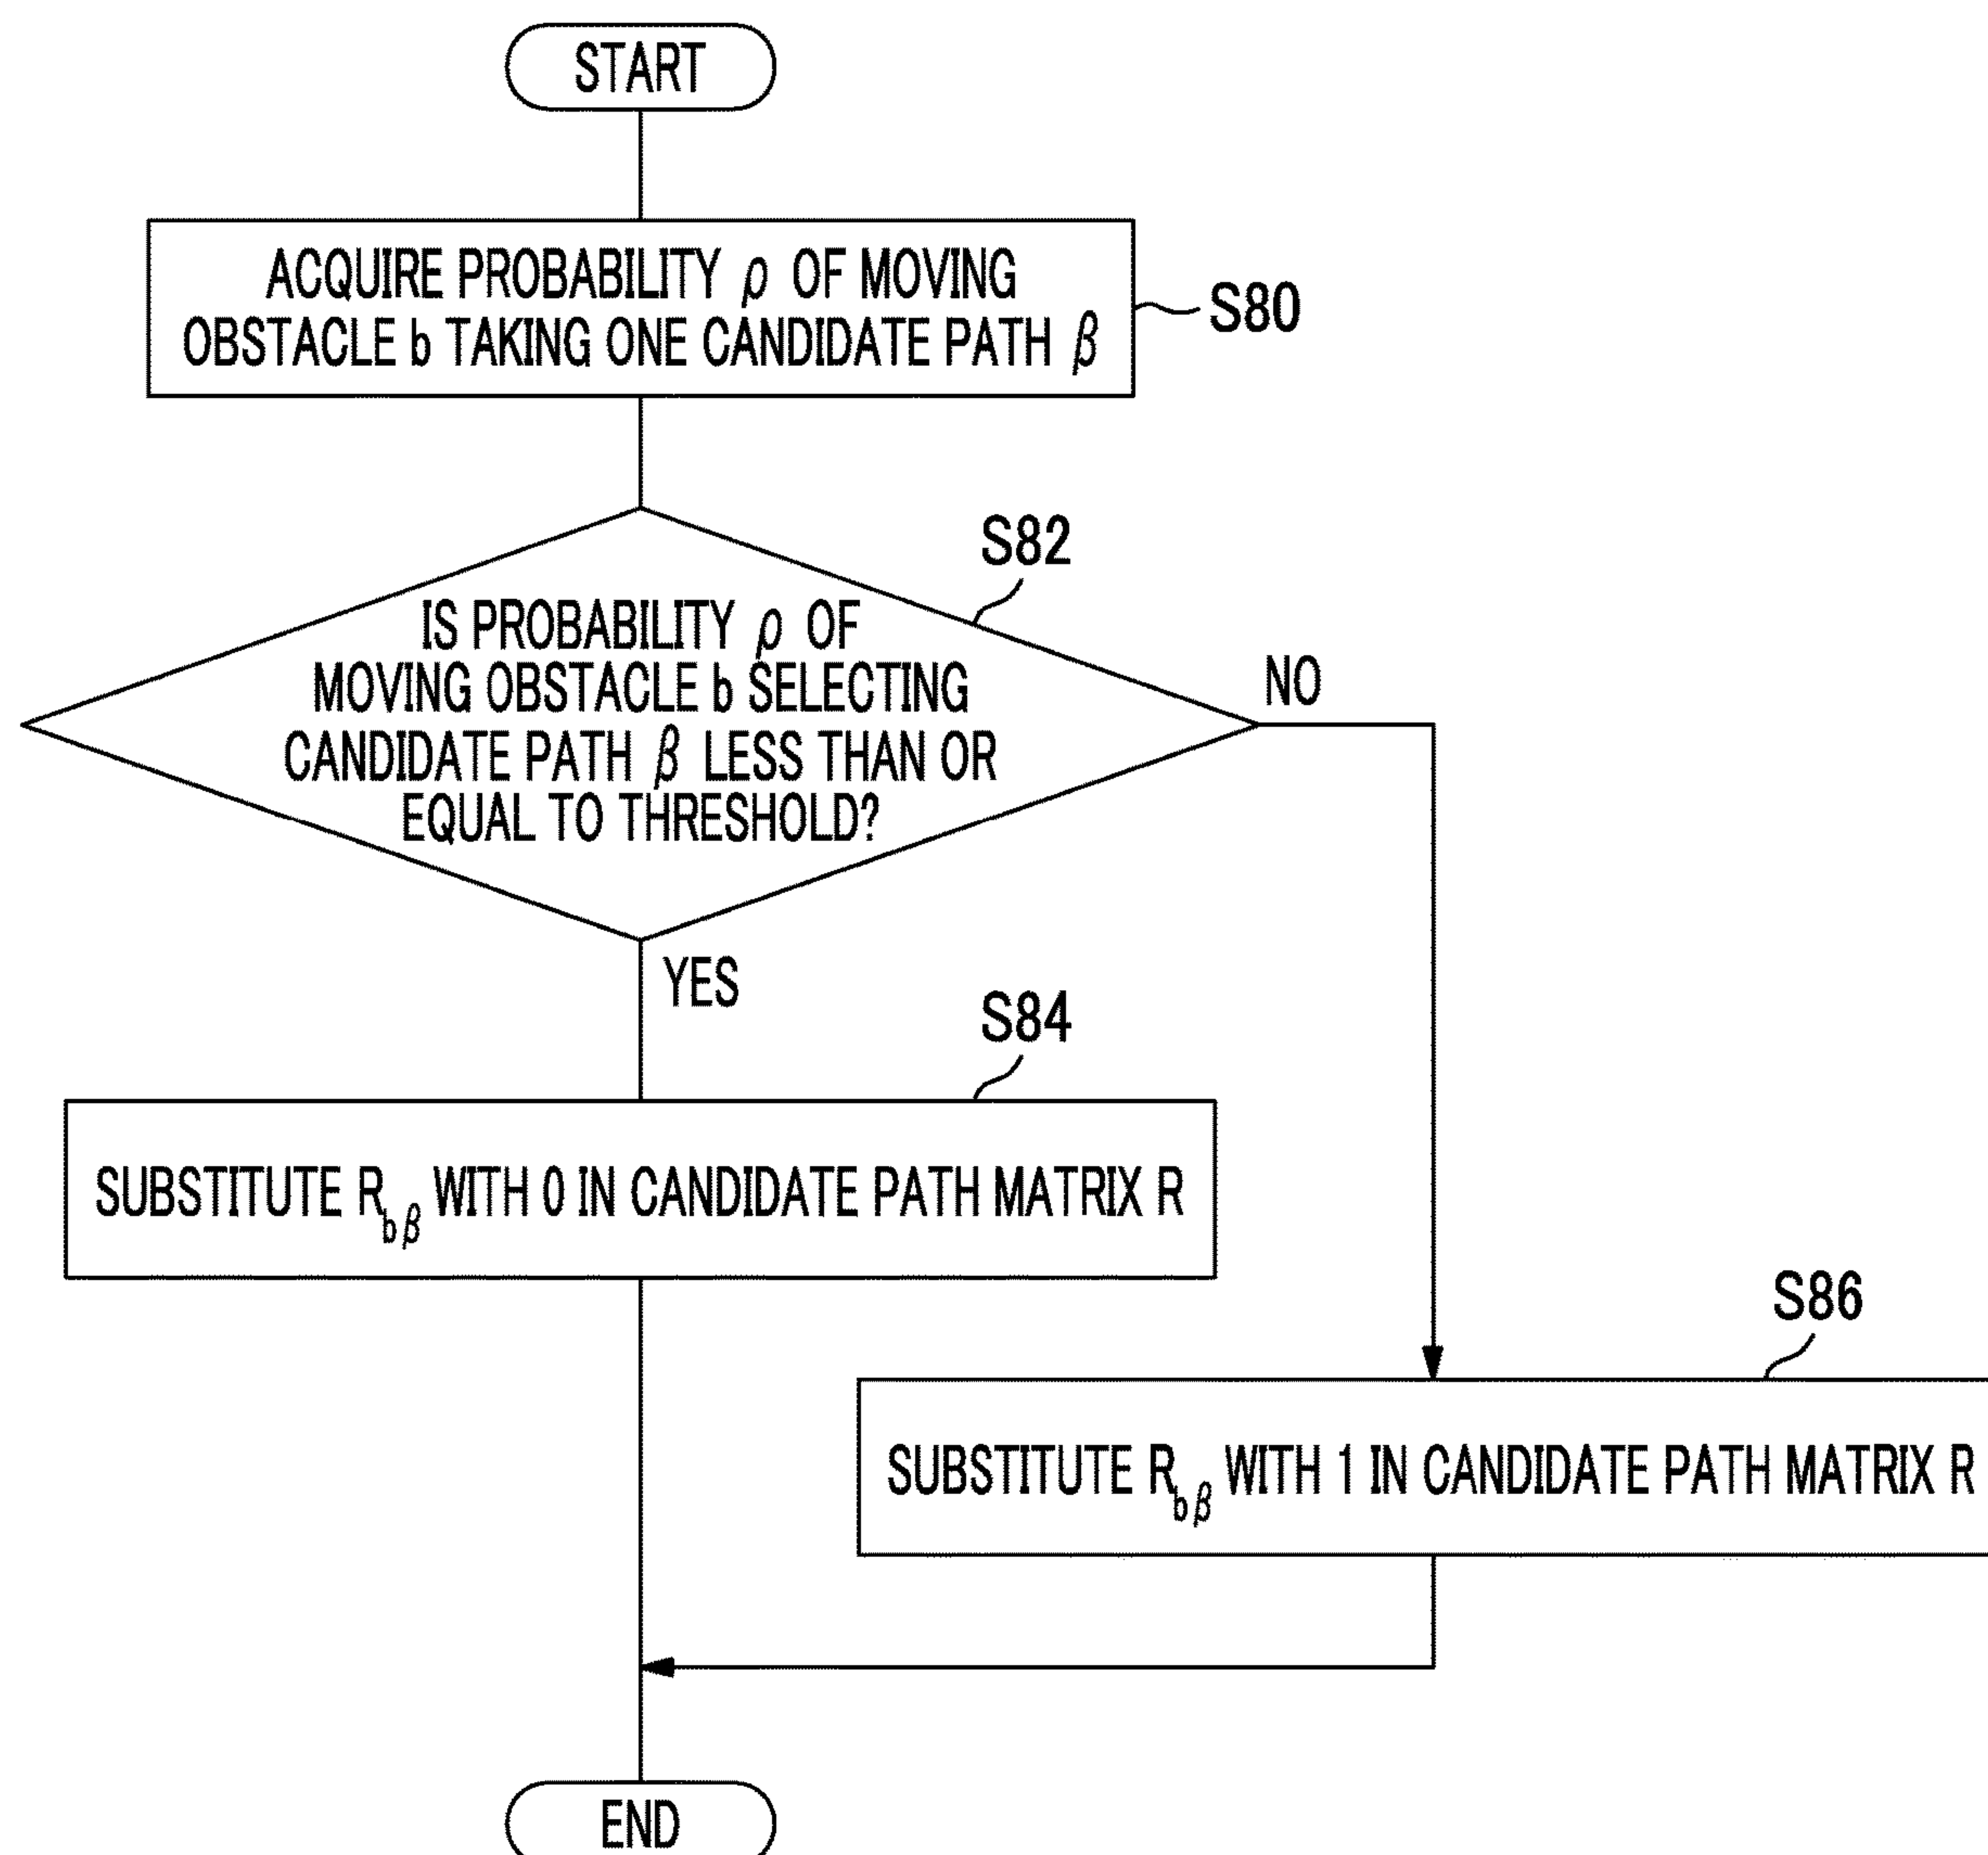 START
ACQUIRE PROBABILITY ρ OF MOVING
OBSTACLE b TAKING ONE CANDIDATE PATH β
S80
S82
IS PROBABILITY ρ OF
MOVING OBSTACLE b SELECTING
CANDIDATE PATH β LESS THAN OR
EQUAL TO THRESHOLD?
NO
YES
S84
SUBSTITUTE R_bβ WITH 0 IN CANDIDATE PATH MATRIX R
S86
SUBSTITUTE R_bβ WITH 1 IN CANDIDATE PATH MATRIX R
END